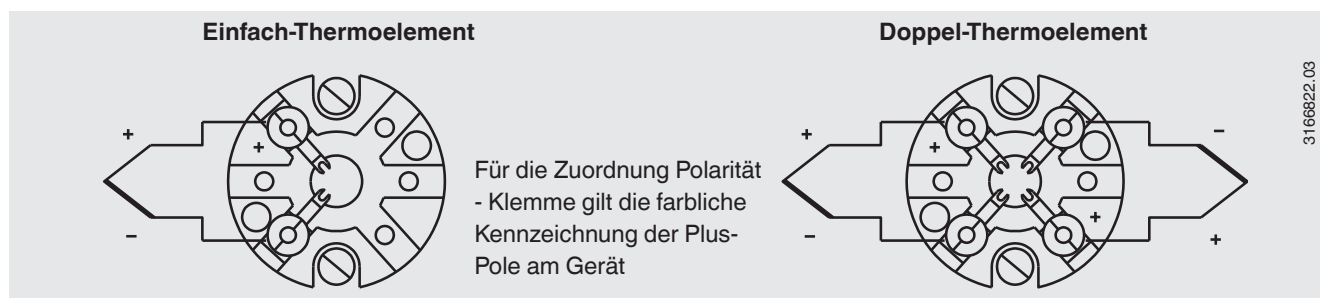 Einfach-Thermoelement
+
+
−
Für die Zuordnung Polarität
- Klemme gilt die farbliche
Kennzeichnung der Plus-
Pole am Gerät
Doppel-Thermoelement
+
+
−
−
+
+
3166822.03